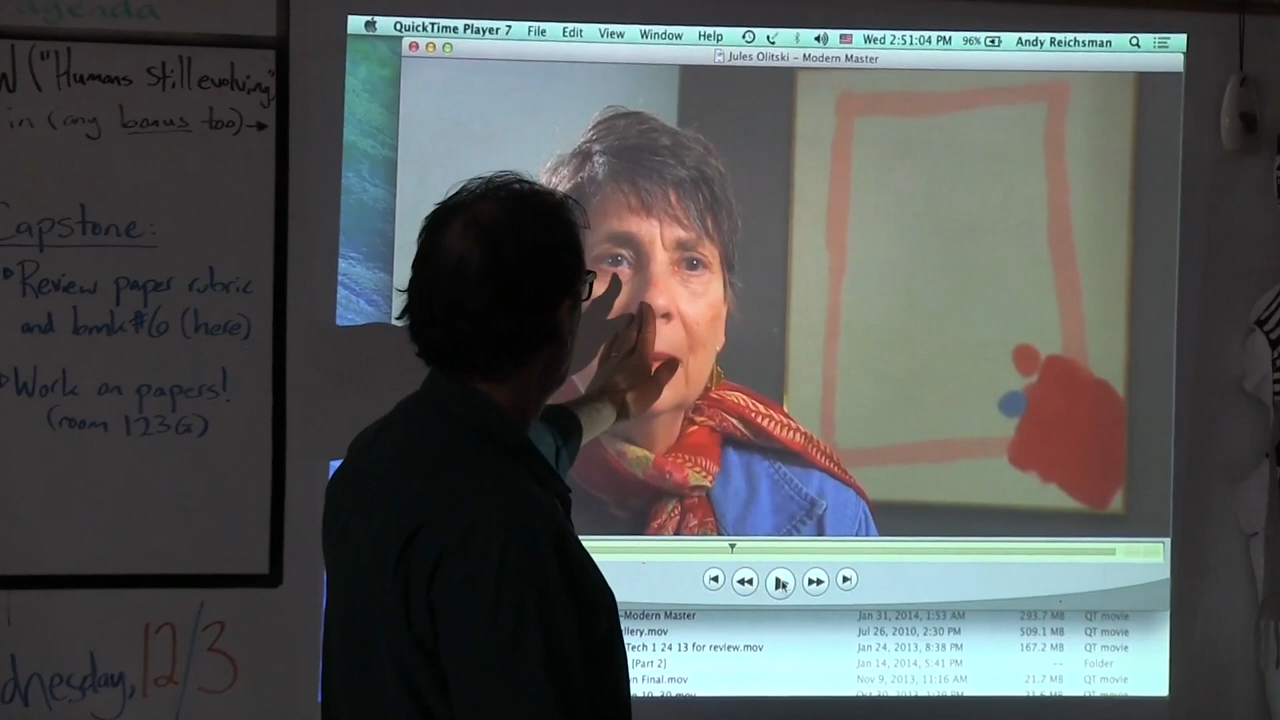 agenda
("Humans Still evolving"
in (any bonus too)→
Capstone:
Review paper rubric
and bmk#6 (here)
Work on papers!
(room 123G)
12/3
QuickTime Player 7 File Edit View Window Help Wed 2:51:04 PM 96% Andy Reichsman
Jules Olitski - Modern Master
-Modern Master Jan 31, 2014, 1:53 AM 293.7 MB QT movie
llery.mov Jul 26, 2010, 2:30 PM 509.1 MB QT movie
Tech 1 24 13 for review.mov Jan 24, 2013, 8:38 PM 167.2 MB QT movie
[Part 2] Jan 14, 2014, 5:41 PM -- Folder
n Final.mov Nov 9, 2013, 11:16 AM 21.7 MB QT movie
QT movie